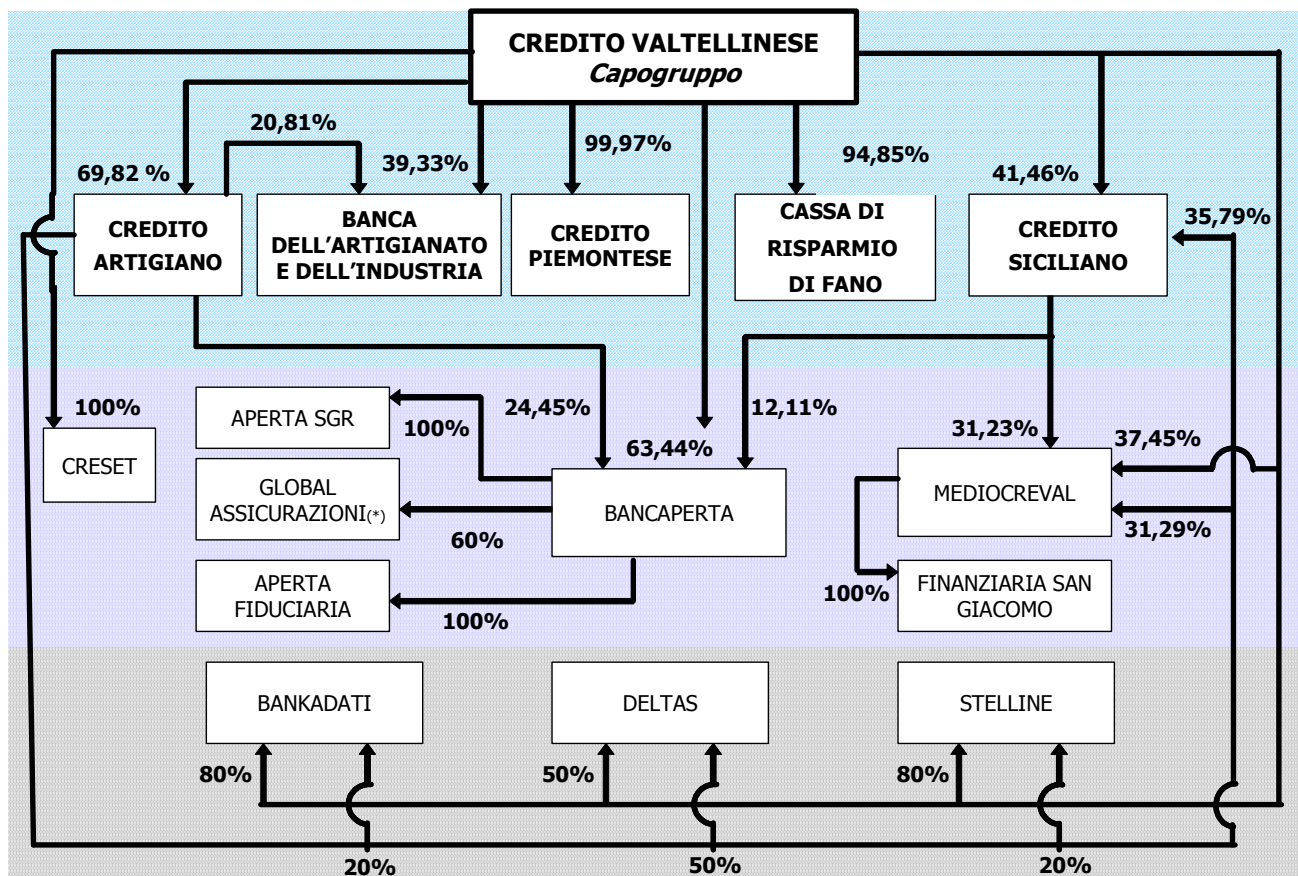 CREDITO VALTELLINESE
Capogruppo
20,81%
39,33%
99,97%
94,85%
69,82 %
41,46%
35,79%
CREDITO
ARTIGIANO
BANCA
DELL'ARTIGIANATO
E DELL'INDUSTRIA
CREDITO
PIEMONTESE
CASSA DI
RISPARMIO
DI FANO
CREDITO
SICILIANO
100%
CRESET
APERTA SGR
100%
24,45%
63,44%
12,11%
31,23%
37,45%
GLOBAL
ASSICURAZIONI(*)
60%
BANCAPERTA
MEDIOCREVAL
31,29%
APERTA
FIDUCIARIA
100%
100%
FINANZIARIA SAN
GIACOMO
BANKADATI
DELTAS
STELLINE
80%
50%
80%
20%
50%
20%